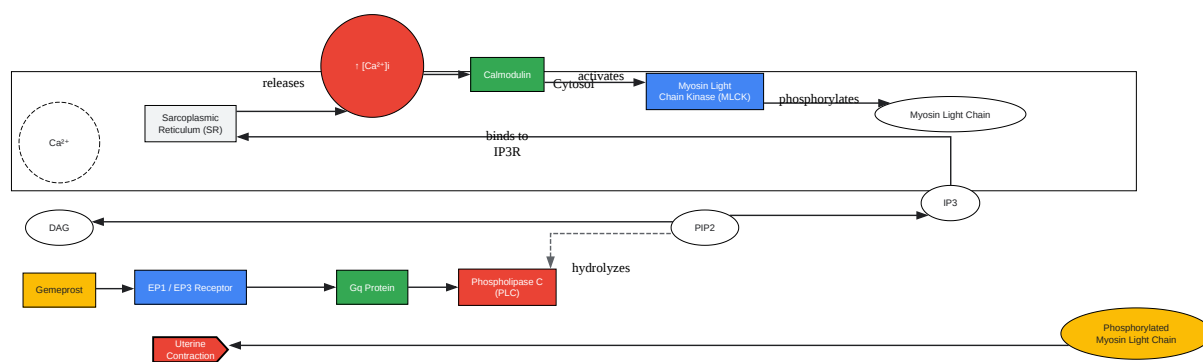 ↑ [Ca²⁺]i
releases
Calmodulin
Cytosol
activates
Myosin Light
Chain Kinase (MLCK)
phosphorylates
Myosin Light Chain
Sarcoplasmic
Reticulum (SR)
Ca²⁺
binds to
IP3R
IP3
DAG
PIP2
hydrolyzes
Gemeprost
EP1 / EP3 Receptor
Gq Protein
Phospholipase C
(PLC)
Uterine
Contraction
Phosphorylated
Myosin Light Chain